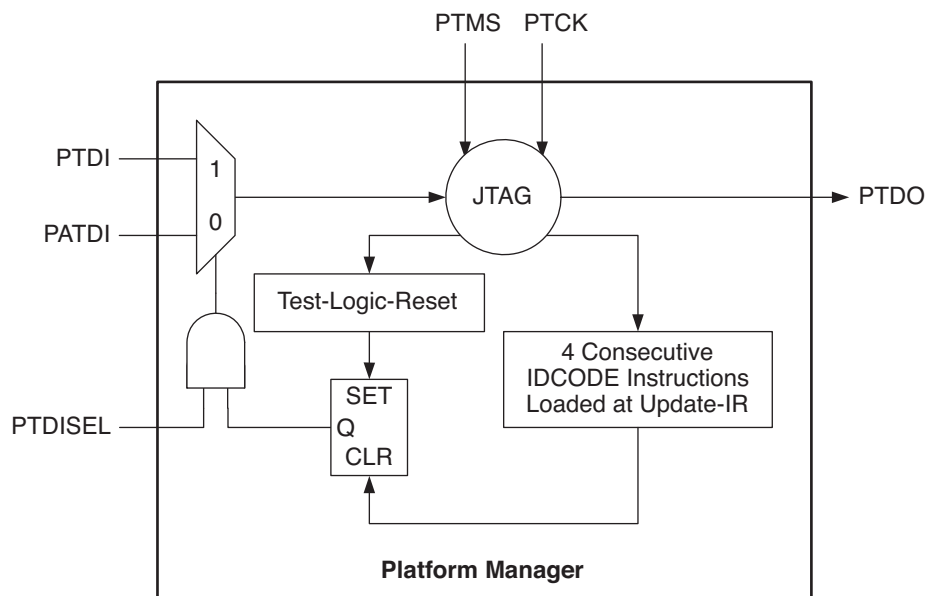 PTMS PTCK
PTDI
1
JTAG
PTDO
0
PATDI
Test-Logic-Reset
4 Consecutive
IDCODE Instructions
Loaded at Update-IR
SET
PTDISEL
Q
CLR
Platform Manager